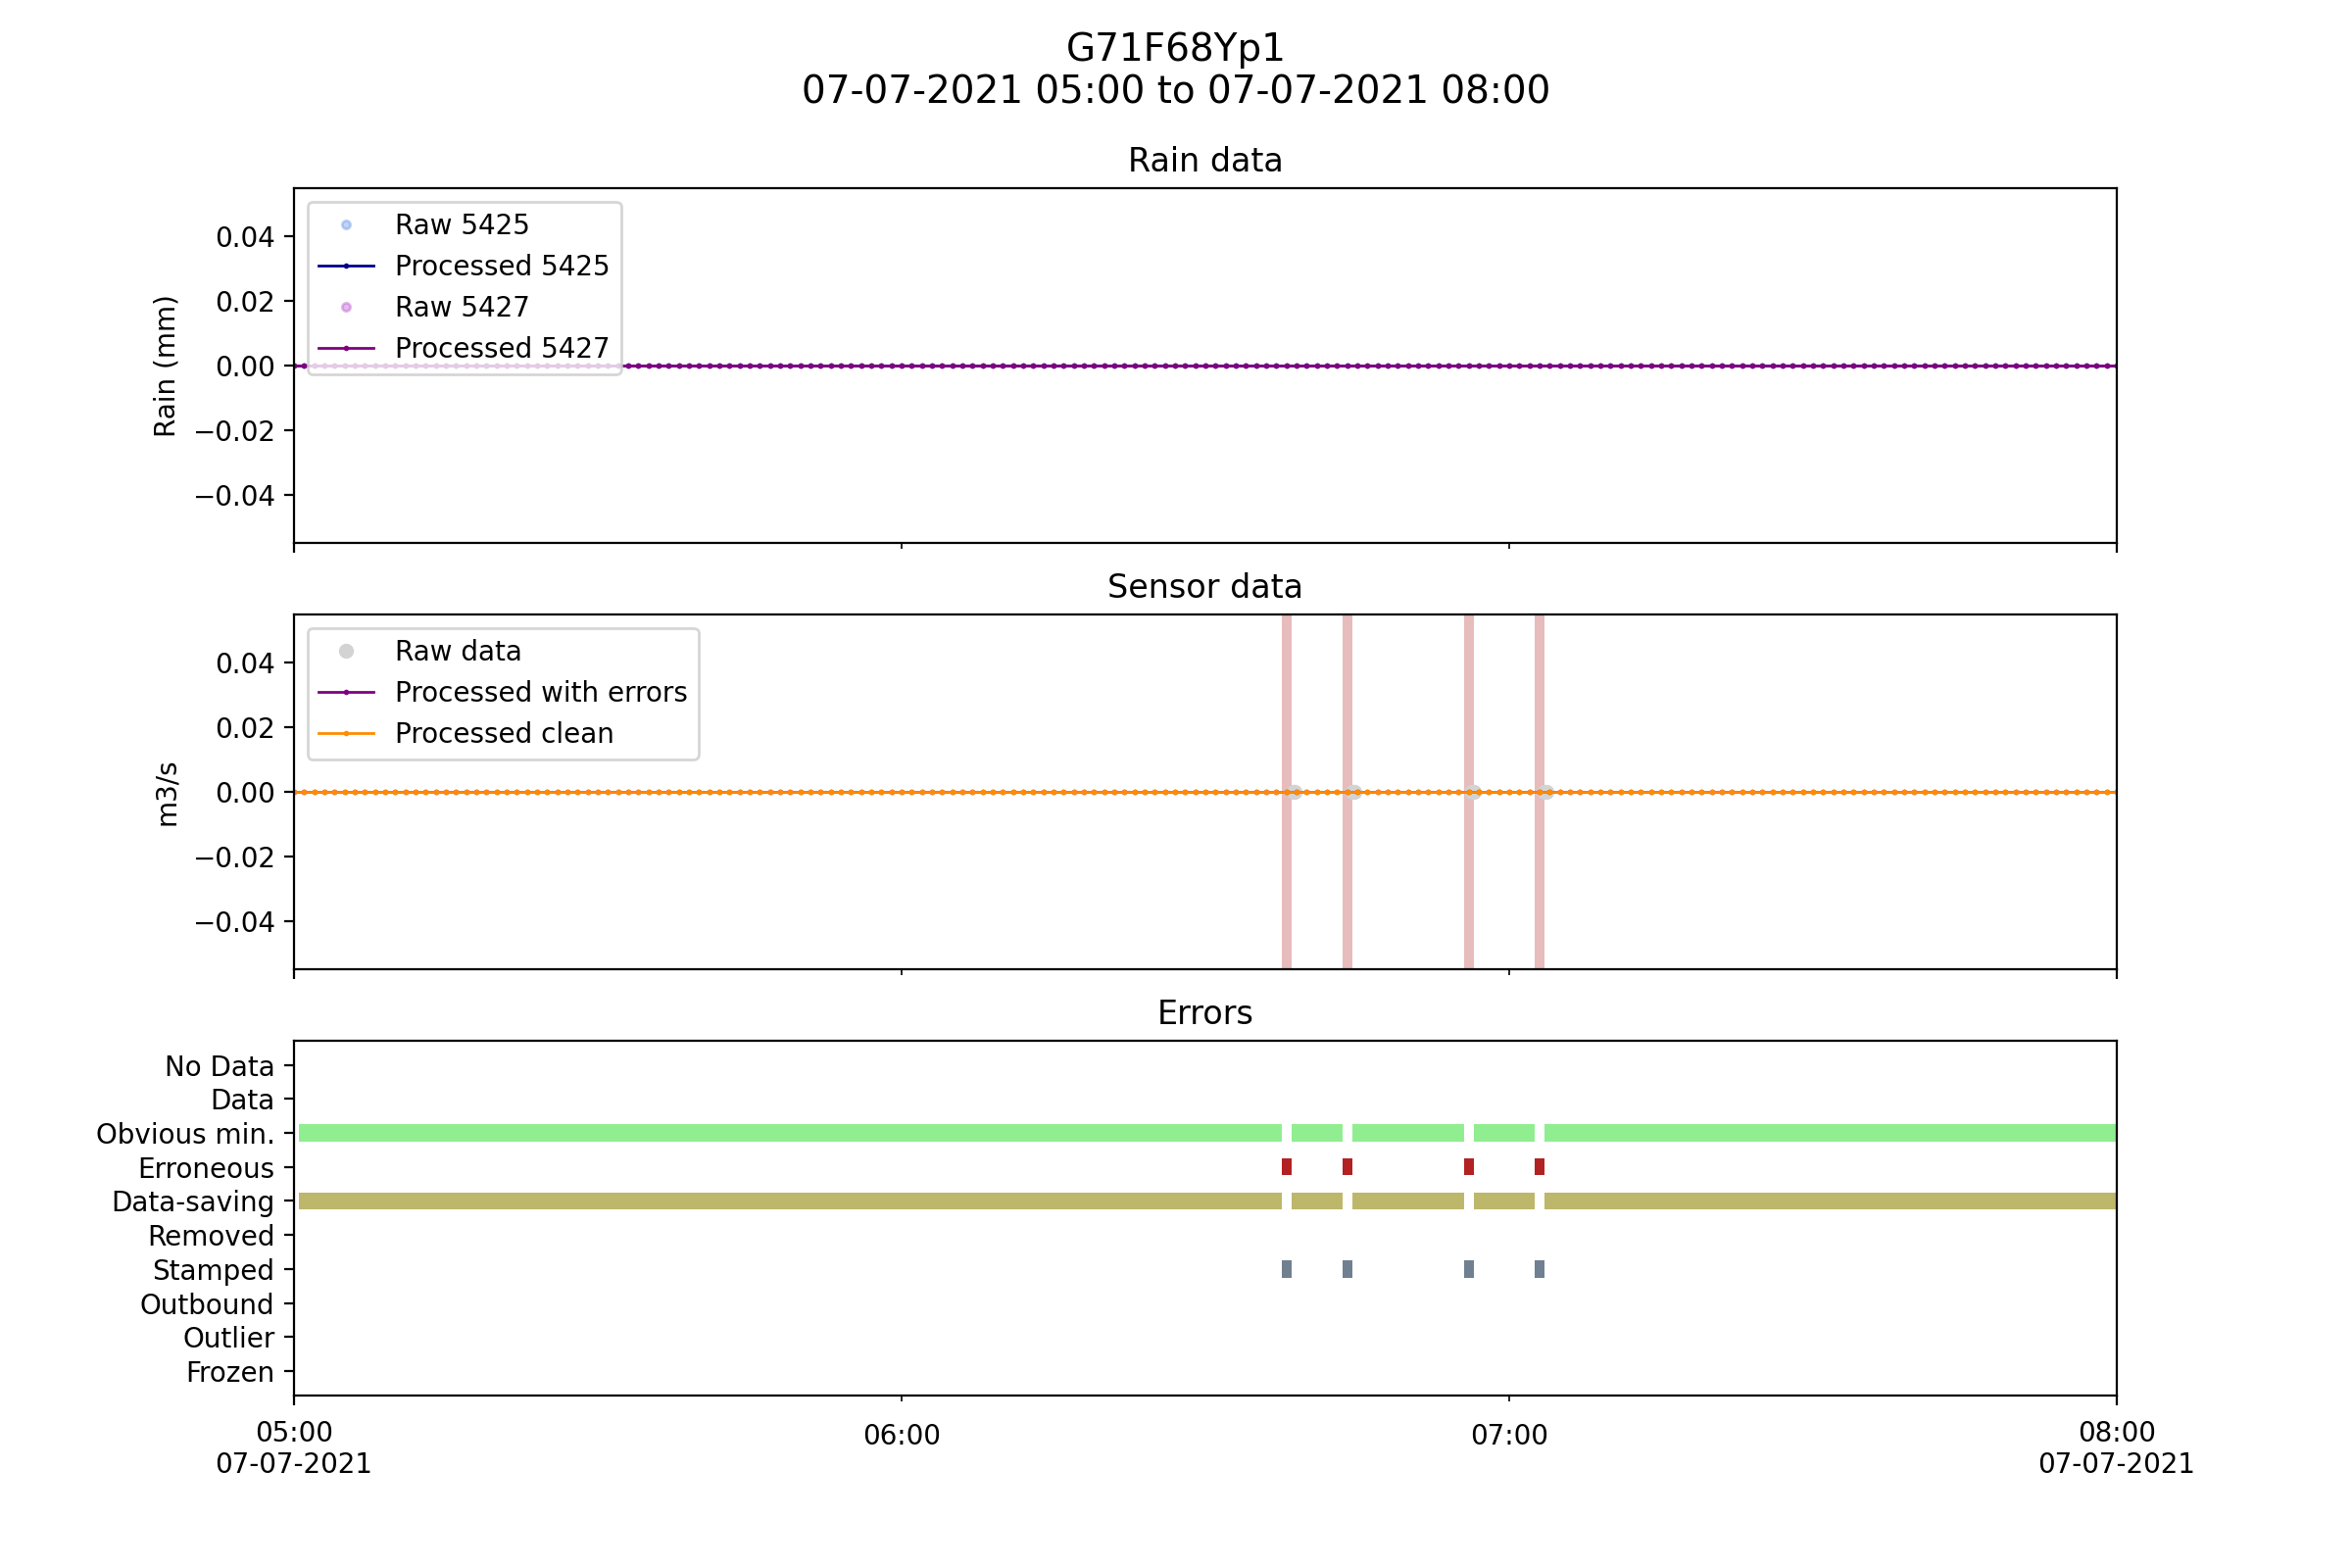 G71F68Yp1
07-07-2021 05:00 to 07-07-2021 08:00
Rain data
Rain (mm)
0.04
0.02
0.00
−0.02
−0.04
Raw 5425
Processed 5425
Raw 5427
Processed 5427
Sensor data
m3/s
0.04
0.02
0.00
−0.02
−0.04
Raw data
Processed with errors
Processed clean
Errors
No Data
Data
Obvious min.
Erroneous
Data-saving
Removed
Stamped
Outbound
Outlier
Frozen
05:00 06:00 07:00 08:00
07-07-2021 07-07-2021